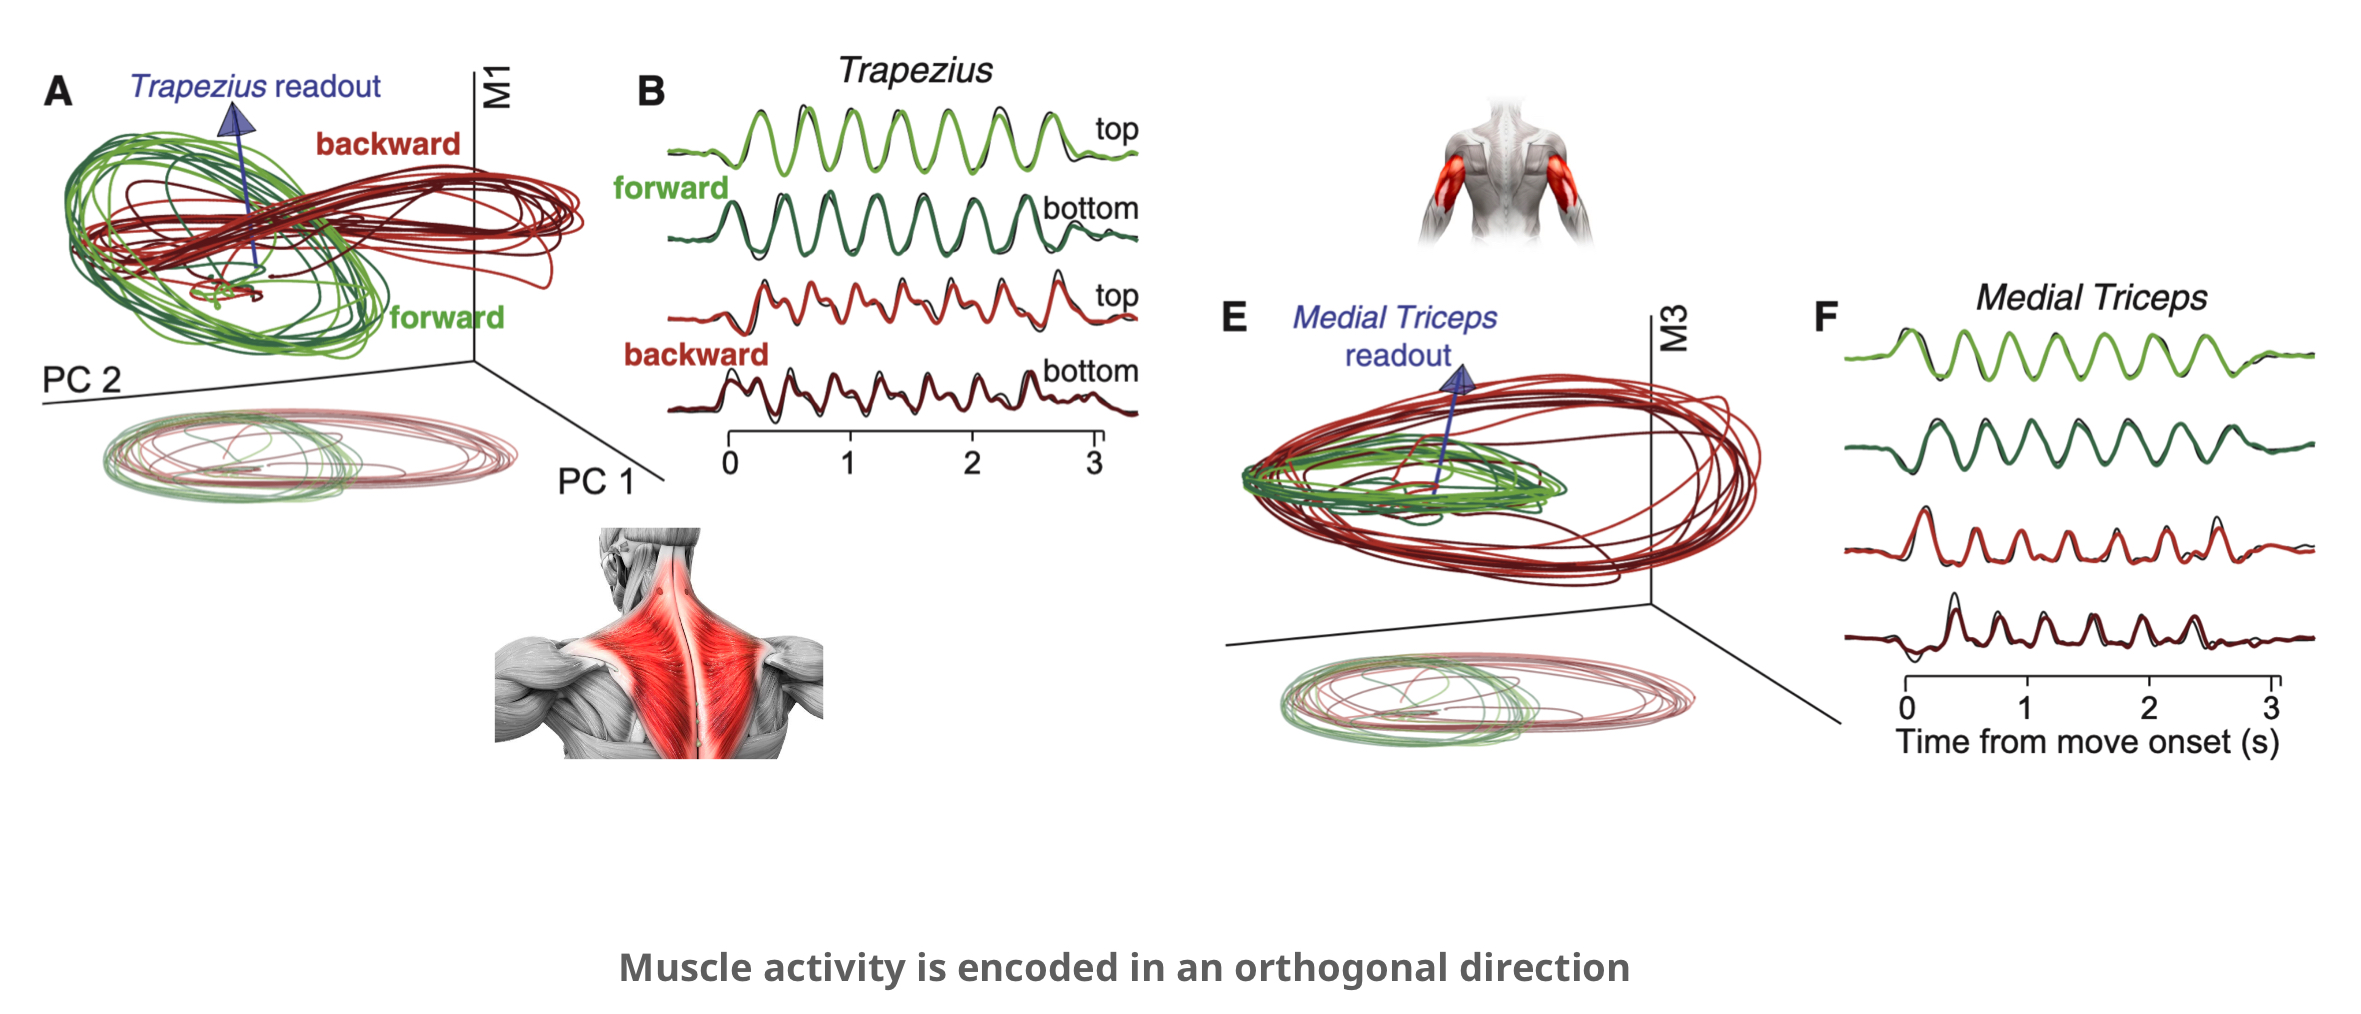 A
Trapezius readout
M1
backward
forward
PC 2
PC 1
B
Trapezius
top
forward
bottom
top
backward
bottom
0 1 2 3
E
Medial Triceps
readout
M3
F
Medial Triceps
0 1 2 3
Time from move onset (s)
Muscle activity is encoded in an orthogonal direction